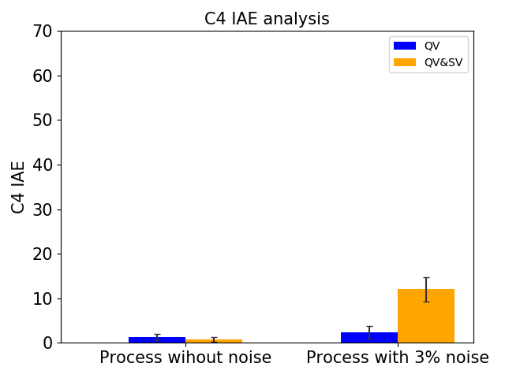 C4 IAE analysis
70
60
50
40
30
20
10
0
C4 IAE
QV
QV&SV
Process wihout noise
Process with 3% noise